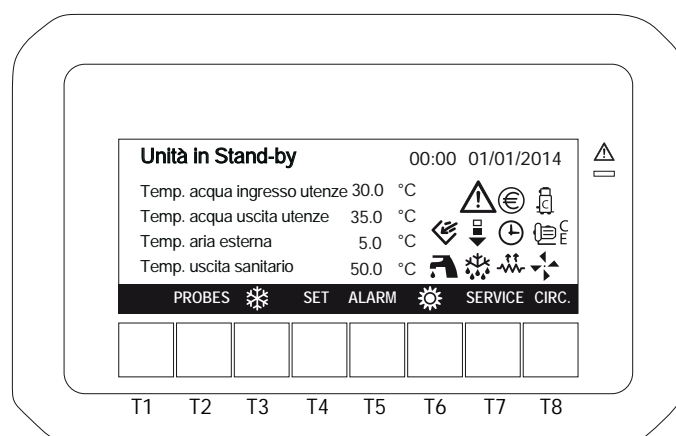 Unità in Stand-by 00:00 01/01/2014
Temp. acqua ingresso utenze 30.0 °C
Temp. acqua uscita utenze 35.0 °C
Temp. aria esterna 5.0 °C
Temp. uscita sanitario 50.0 °C
€ C
C E
PROBES SET ALARM SERVICE CIRC.
T1 T2 T3 T4 T5 T6 T7 T8